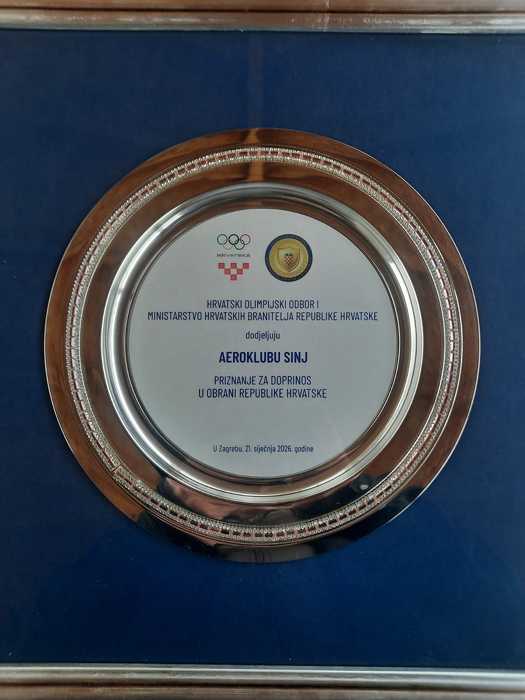 HRVATSKA
HRVATSKI OLIMPIJSKI ODBOR I
MINISTARSTVO HRVATSKIH BRANITELJA REPUBLIKE HRVATSKE
dodjeljuju
AEROKLUBU SINJ
PRIZNANJE ZA DOPRINOS
U OBRANI REPUBLIKE HRVATSKE
U Zagrebu, 21. siječnja 2026. godine